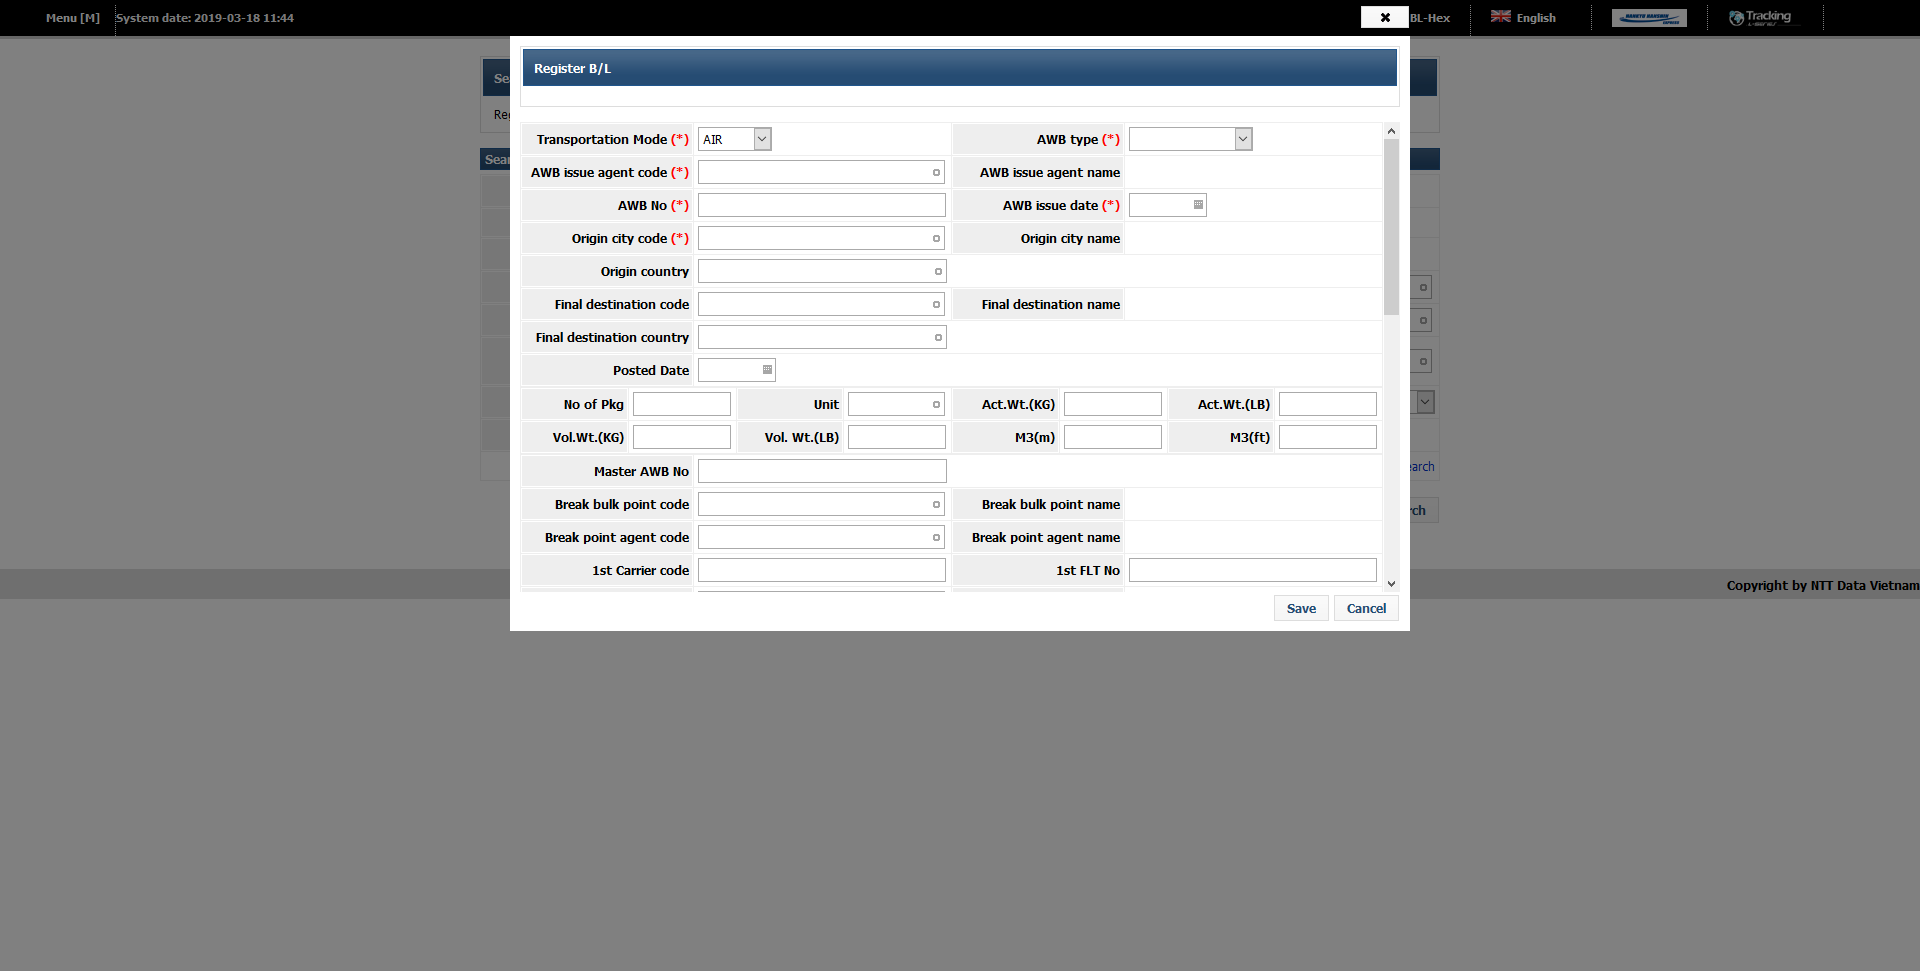 Menu [M] System date: 2019-03-18 11:44 ✖ BL-Hex English Tracking
Register B/L
Transportation Mode (*) AIR AWB type (*)
AWB issue agent code (*) AWB issue agent name
AWB No (*) AWB issue date (*)
Origin city code (*) Origin city name
Origin country
Final destination code Final destination name
Final destination country
Posted Date
No of Pkg Unit Act.Wt.(KG) Act.Wt.(LB)
Vol.Wt.(KG) Vol. Wt.(LB) M3(m) M3(ft)
Master AWB No
Break bulk point code Break bulk point name
Break point agent code Break point agent name
1st Carrier code 1st FLT No
Save Cancel
Copyright by NTT Data Vietnam